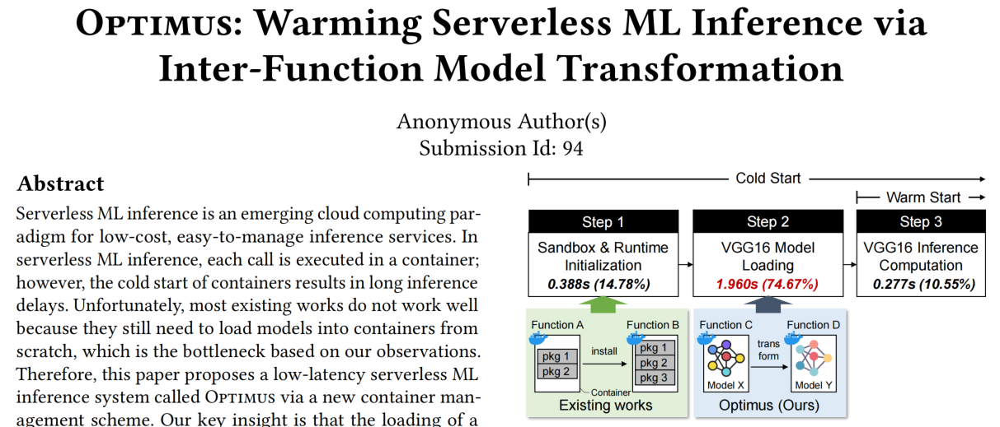 OPTIMUS: Warming Serverless ML Inference via
Inter-Function Model Transformation
Anonymous Author(s)
Submission Id: 94
Abstract
Serverless ML inference is an emerging cloud computing par-
adigm for low-cost, easy-to-manage inference services. In
serverless ML inference, each call is executed in a container;
however, the cold start of containers results in long inference
delays. Unfortunately, most existing works do not work well
because they still need to load models into containers from
scratch, which is the bottleneck based on our observations.
Therefore, this paper proposes a low-latency serverless ML
inference system called OPTIMUS via a new container man-
agement scheme. Our key insight is that the loading of a
Cold Start
Warm Start
Step 1
Sandbox & Runtime
Initialization
0.388s (14.78%)
Step 2
VGG16 Model
Loading
1.960s (74.67%)
Step 3
VGG16 Inference
Computation
0.277s (10.55%)
Function A
pkg 1
pkg 2
install
Function B
pkg 1
pkg 2
pkg 3
Container
Existing works
Function C
Model X
trans
form
Function D
Model Y
Optimus (Ours)